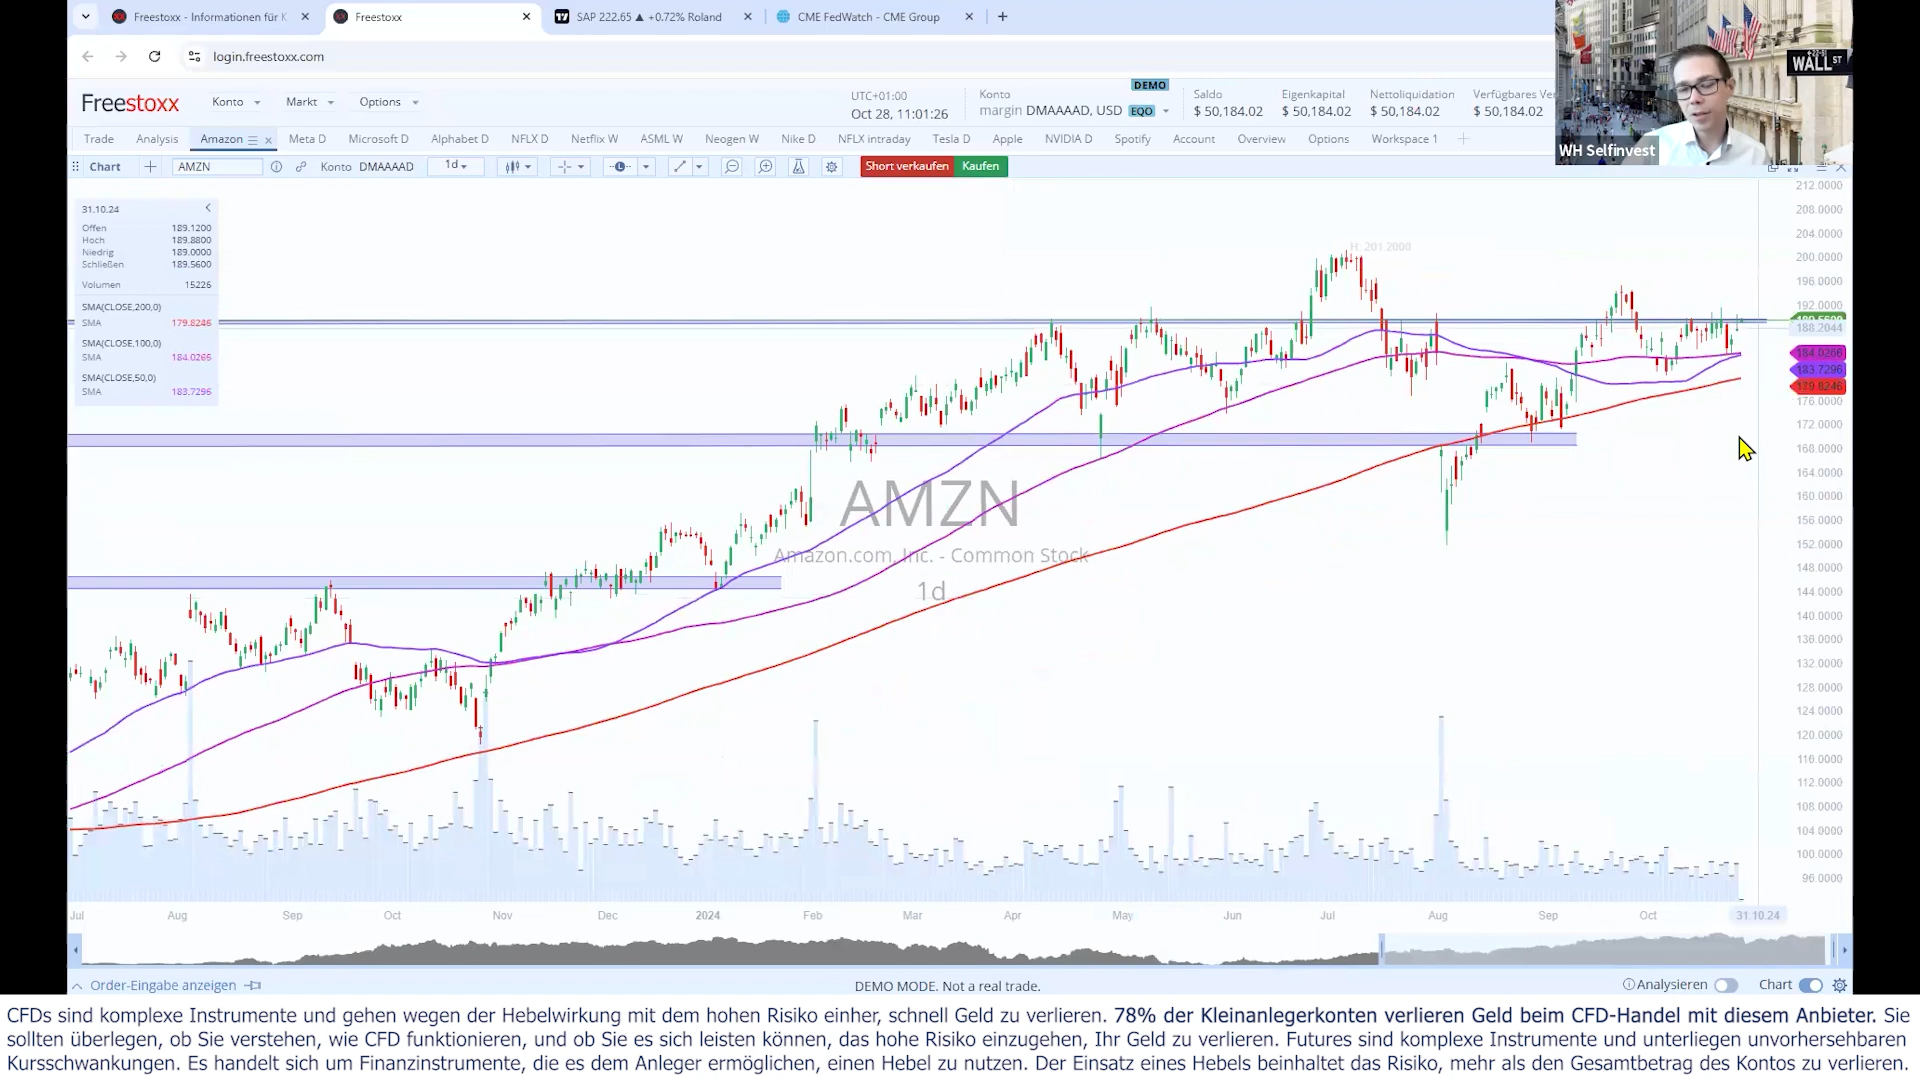 Freestoxx - Informationen für K
Freestoxx
SAP 222.65 ▲ +0.72% Roland
CME FedWatch - CME Group
login.freestoxx.com
WALL ST
WH Selfinvest
Freestoxx
Konto
Markt
Options
UTC+01:00
Oct 28, 11:01:26
DEMO
Konto
margin DMAAAAD, USD EQO
Saldo
$ 50,184.02
Eigenkapital
$ 50,184.02
Nettoliquidation
$ 50,184.02
Verfügbares Ve
$ 50,184.02
Trade Analysis Amazon Meta D Microsoft D Alphabet D NFLX D Netflix W ASML W Neogen W Nike D NFLX intraday Tesla D Apple NVIDIA D Spotify Account Overview Options Workspace 1
Chart AMZN Konto DMAAAAD 1d Short verkaufen Kaufen
31.10.24
Offen 189.1200
Hoch 189.8800
Niedrig 189.0000
Schließen 189.5600
Volumen 15226
SMA(CLOSE,200,0)
SMA 179.8246
SMA(CLOSE,100,0)
SMA 184.0266
SMA(CLOSE,50,0)
SMA 183.7296
H: 201.2000
AMZN
Amazon.com, Inc. - Common Stock
1d
212.0000
208.0000
204.0000
200.0000
196.0000
192.0000
188.2044
184.0266
183.7296
179.8246
176.0000
172.0000
168.0000
164.0000
160.0000
156.0000
152.0000
148.0000
144.0000
140.0000
136.0000
132.0000
128.0000
124.0000
120.0000
116.0000
112.0000
108.0000
104.0000
100.0000
96.0000
Jul Aug Sep Oct Nov Dec 2024 Feb Mar Apr May Jun Jul Aug Sep Oct 31.10.24
Order-Eingabe anzeigen
DEMO MODE. Not a real trade.
Analysieren
Chart
CFDs sind komplexe Instrumente und gehen wegen der Hebelwirkung mit dem hohen Risiko einher, schnell Geld zu verlieren. 78% der Kleinanlegerkonten verlieren Geld beim CFD-Handel mit diesem Anbieter. Sie
sollten überlegen, ob Sie verstehen, wie CFD funktionieren, und ob Sie es sich leisten können, das hohe Risiko einzugehen, Ihr Geld zu verlieren. Futures sind komplexe Instrumente und unterliegen unvorhersehbaren
Kursschwankungen. Es handelt sich um Finanzinstrumente, die es dem Anleger ermöglichen, einen Hebel zu nutzen. Der Einsatz eines Hebels beinhaltet das Risiko, mehr als den Gesamtbetrag des Kontos zu verlieren.